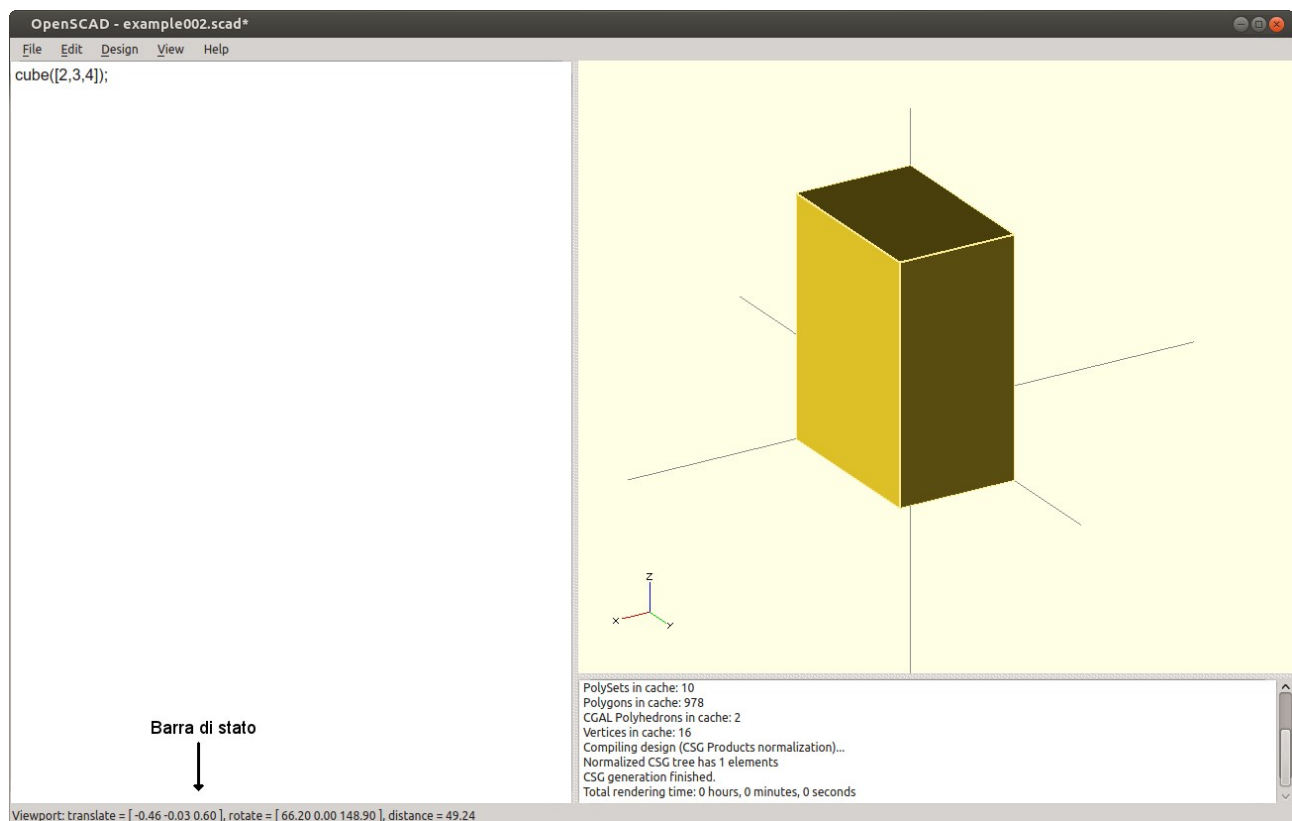 OpenSCAD - example002.scad*
File Edit Design View Help
cube([2,3,4]);
Z
X
Y
PolySets in cache: 10
Polygons in cache: 978
CGAL Polyhedrons in cache: 2
Vertices in cache: 16
Compiling design (CSG Products normalization)...
Normalized CSG tree has 1 elements
CSG generation finished.
Total rendering time: 0 hours, 0 minutes, 0 seconds
Barra di stato
Viewport: translate = [ -0.46 -0.03 0.60 ], rotate = [ 66.20 0.00 148.90 ], distance = 49.24